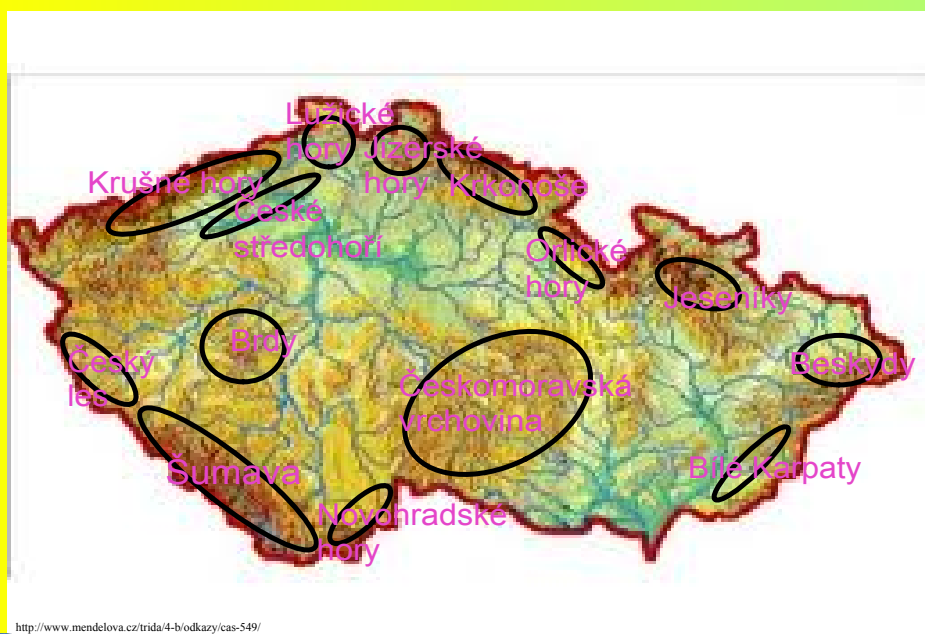 Lužické
hory
Jizerské
hory
Krušné hory
Krkonoše
České
středohoří
Orlické
hory
Jeseníky
Brdy
Český
les
Beskydy
Českomoravská
vrchovina
Šumava
Bílé Karpaty
Novohradské
hory
http://www.mendelova.cz/trida/4-b/odkazy/cas-549/